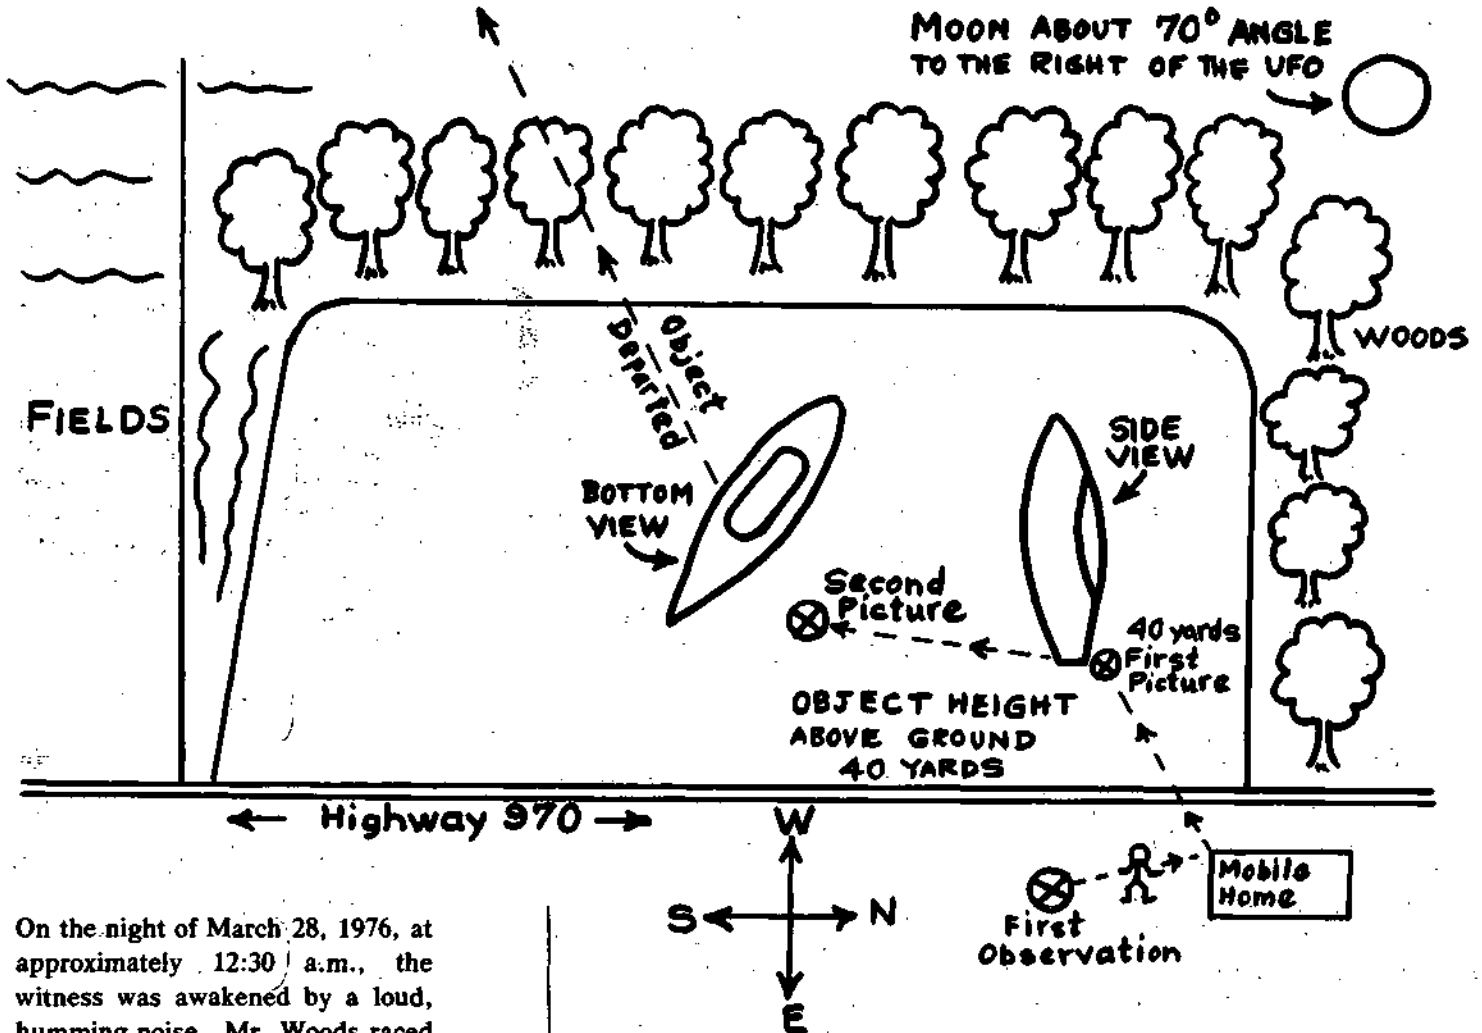 MOON ABOUT 70° ANGLE
TO THE RIGHT OF THE UFO
WOODS
FIELDS
Object
Departed
SIDE
VIEW
BOTTOM
VIEW
Second
Picture
40 yards
First
Picture
OBJECT HEIGHT
ABOVE GROUND
40 YARDS
Highway 970
W
S
N
E
Mobile
Home
First
Observation
On the night of March 28, 1976, at
approximately 12:30 a.m., the
witness was awakened by a loud,
humming noise. Mr. Woods raced